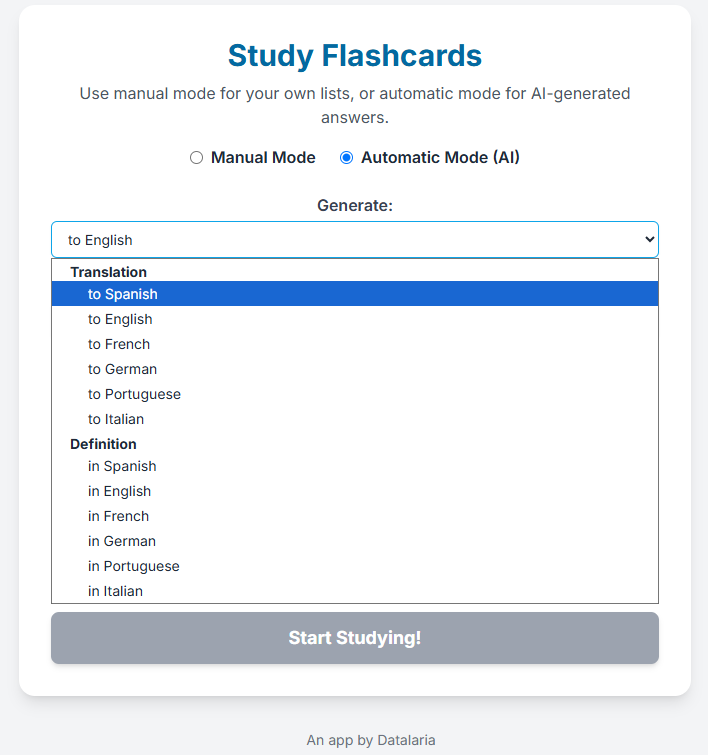 Study Flashcards
Use manual mode for your own lists, or automatic mode for AI-generated
answers.
Manual Mode Automatic Mode (AI)
Generate:
to English
Translation
to Spanish
to English
to French
to German
to Portuguese
to Italian
Definition
in Spanish
in English
in French
in German
in Portuguese
in Italian
Start Studying!
An app by Datalaria